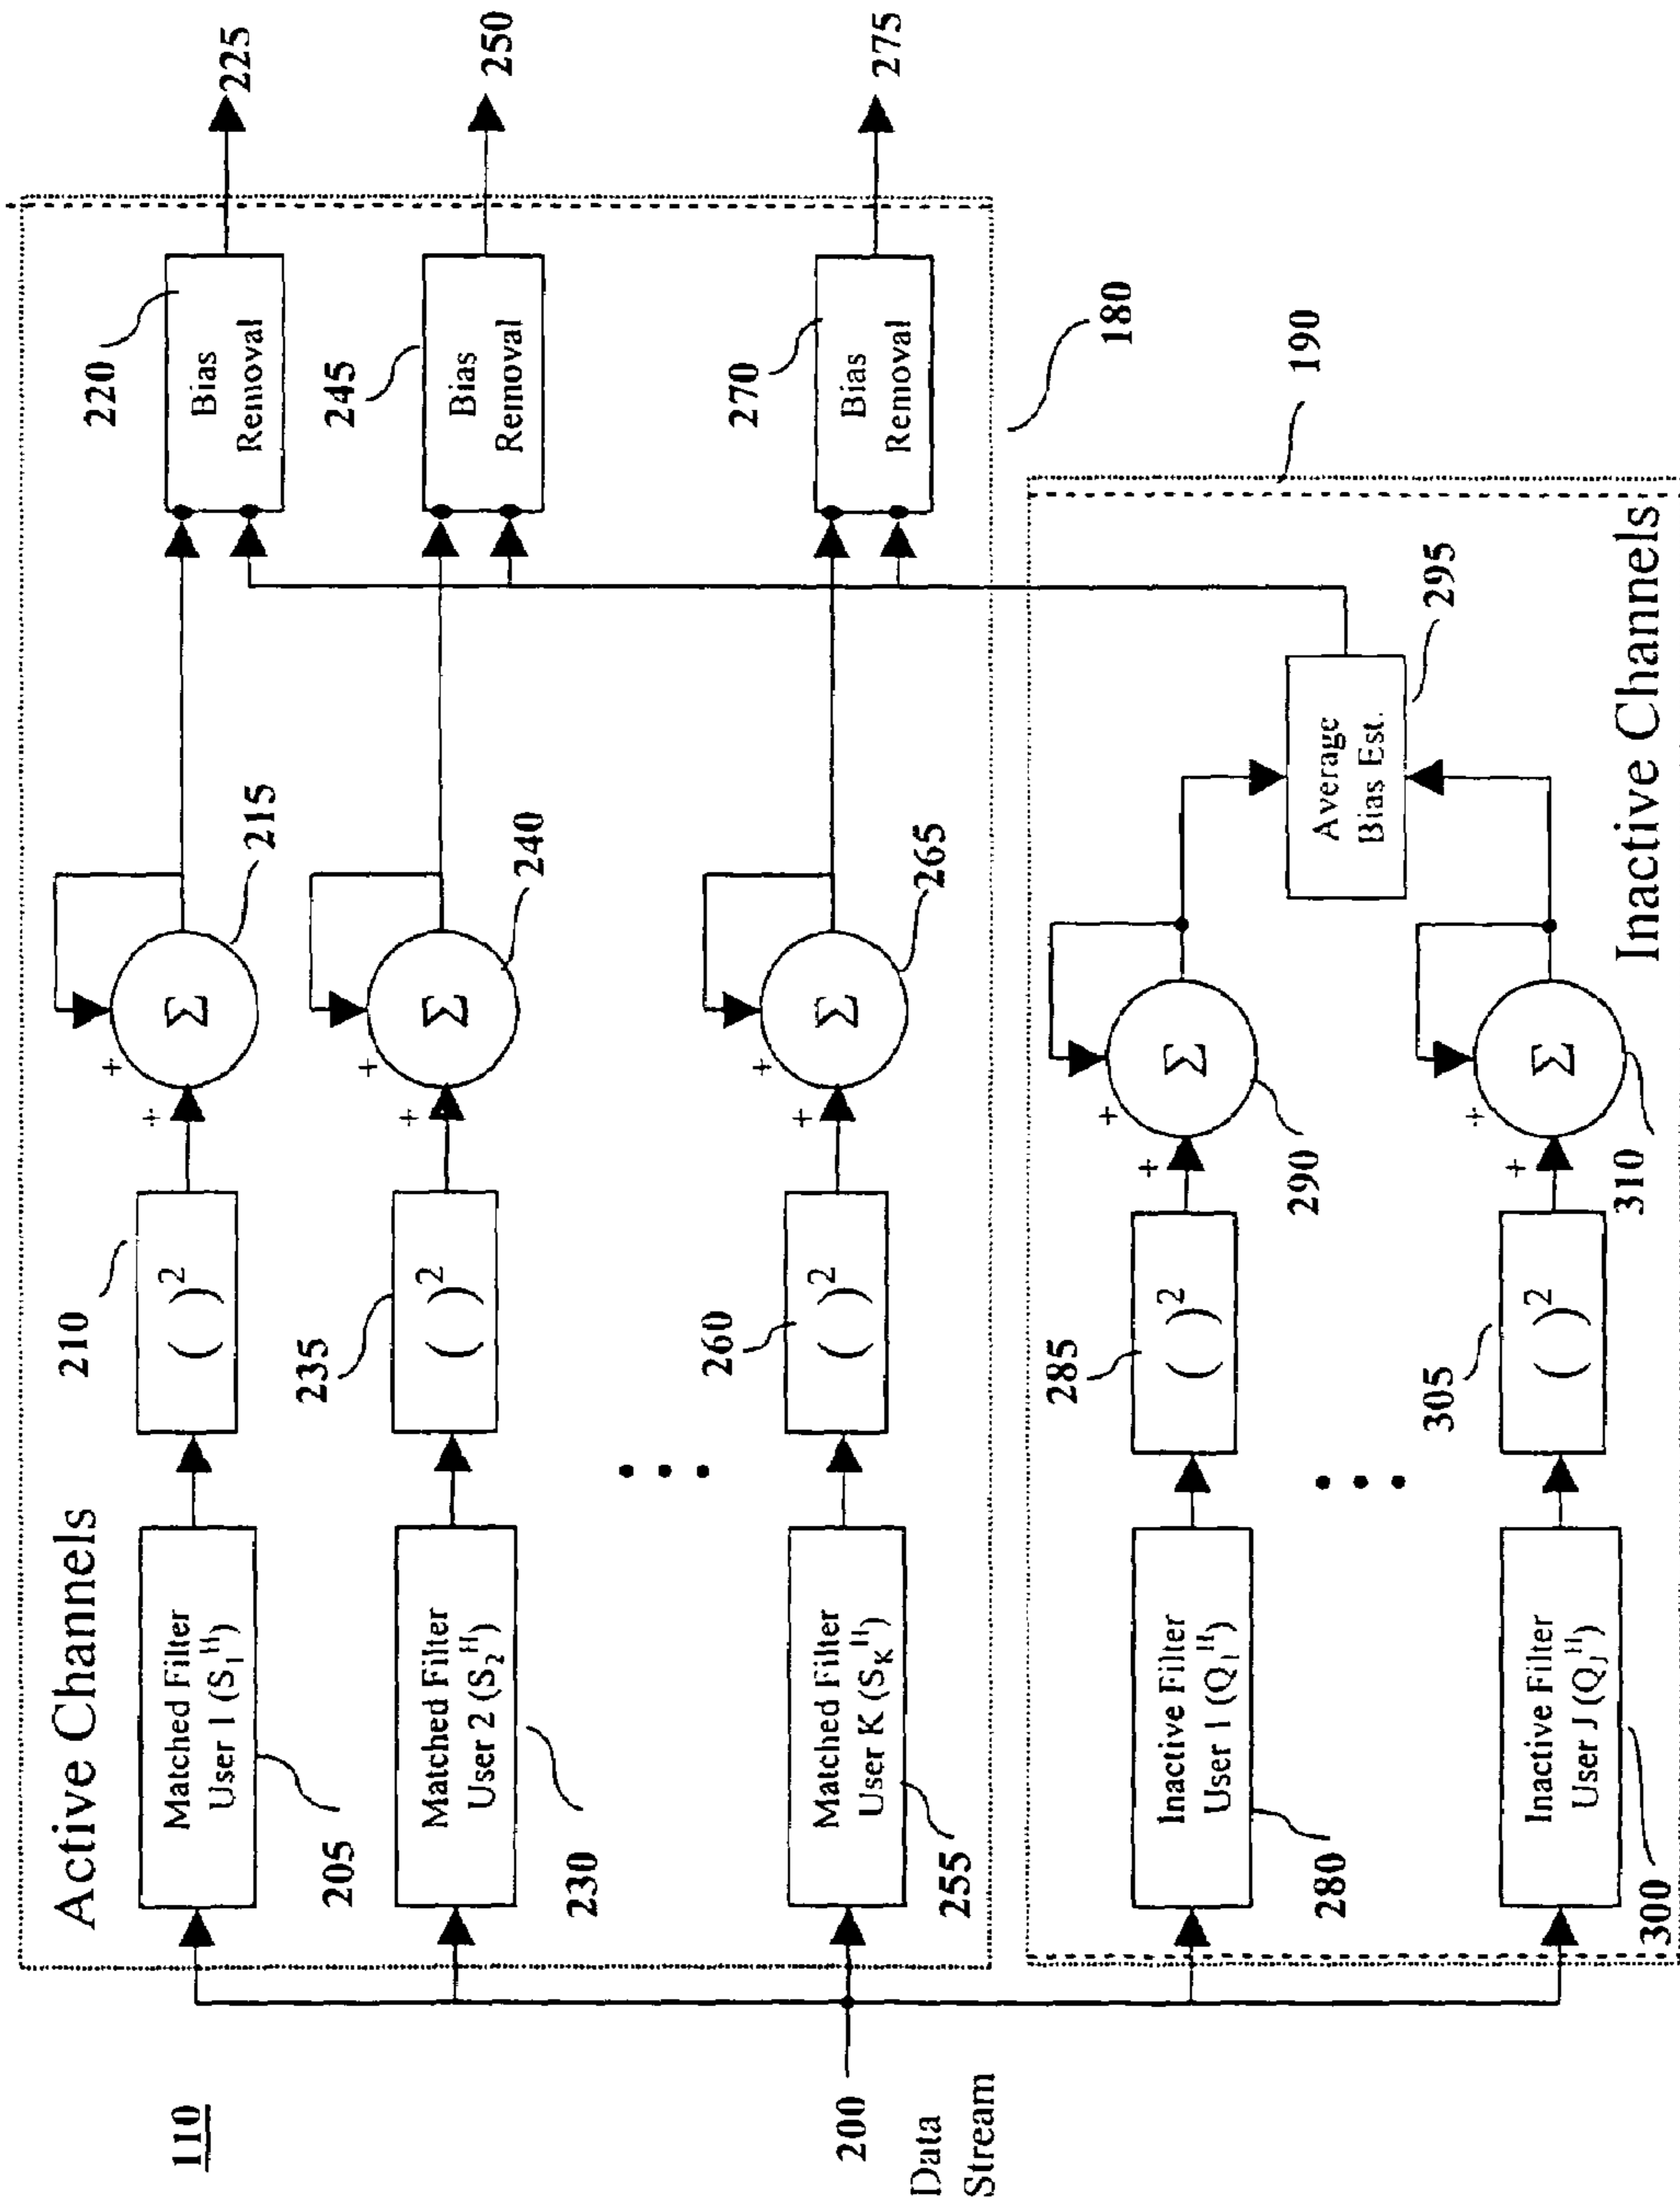 110
200
Data
Stream
Active Channels
Matched Filter
User 1 (S₁ᴴ)
205
210
( )²
+
+
Σ
215
220
Bias
Removal
225
Matched Filter
User 2 (S₂ᴴ)
230
235
( )²
+
+
Σ
240
245
Bias
Removal
250
Matched Filter
User K (S_Kᴴ)
255
260
( )²
+
+
Σ
265
270
Bias
Removal
275
180
190
Inactive Filter
User 1 (Q₁ᴴ)
280
285
( )²
+
+
Σ
290
Average
Bias Est.
295
Inactive Filter
User J (Q_Jᴴ)
300
305
( )²
+
+
Σ
310
Inactive Channels